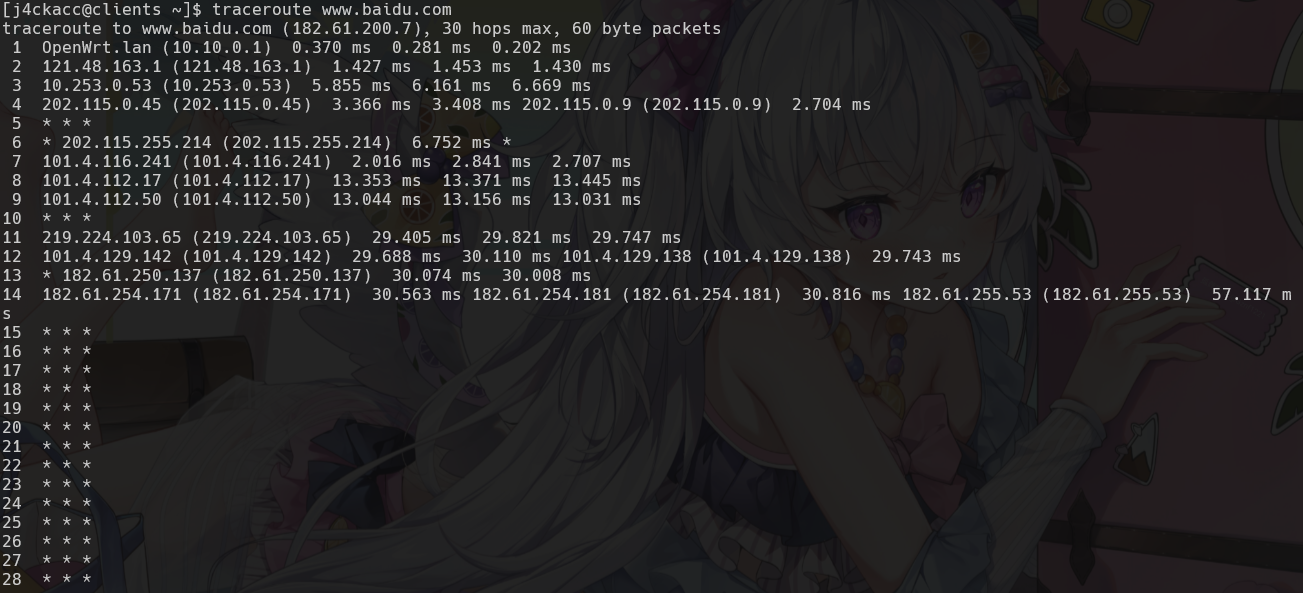 [j4ckacc@clients ~]$ traceroute www.baidu.com
traceroute to www.baidu.com (182.61.200.7), 30 hops max, 60 byte packets
 1  OpenWrt.lan (10.10.0.1)  0.370 ms  0.281 ms  0.202 ms
 2  121.48.163.1 (121.48.163.1)  1.427 ms  1.453 ms  1.430 ms
 3  10.253.0.53 (10.253.0.53)  5.855 ms  6.161 ms  6.669 ms
 4  202.115.0.45 (202.115.0.45)  3.366 ms  3.408 ms 202.115.0.9 (202.115.0.9)  2.704 ms
 5  * * *
 6  * 202.115.255.214 (202.115.255.214)  6.752 ms *
 7  101.4.116.241 (101.4.116.241)  2.016 ms  2.841 ms  2.707 ms
 8  101.4.112.17 (101.4.112.17)  13.353 ms  13.371 ms  13.445 ms
 9  101.4.112.50 (101.4.112.50)  13.044 ms  13.156 ms  13.031 ms
10  * * *
11  219.224.103.65 (219.224.103.65)  29.405 ms  29.821 ms  29.747 ms
12  101.4.129.142 (101.4.129.142)  29.688 ms  30.110 ms 101.4.129.138 (101.4.129.138)  29.743 ms
13  * 182.61.250.137 (182.61.250.137)  30.074 ms  30.008 ms
14  182.61.254.171 (182.61.254.171)  30.563 ms 182.61.254.181 (182.61.254.181)  30.816 ms 182.61.255.53 (182.61.255.53)  57.117 m
s
15  * * *
16  * * *
17  * * *
18  * * *
19  * * *
20  * * *
21  * * *
22  * * *
23  * * *
24  * * *
25  * * *
26  * * *
27  * * *
28  * * *